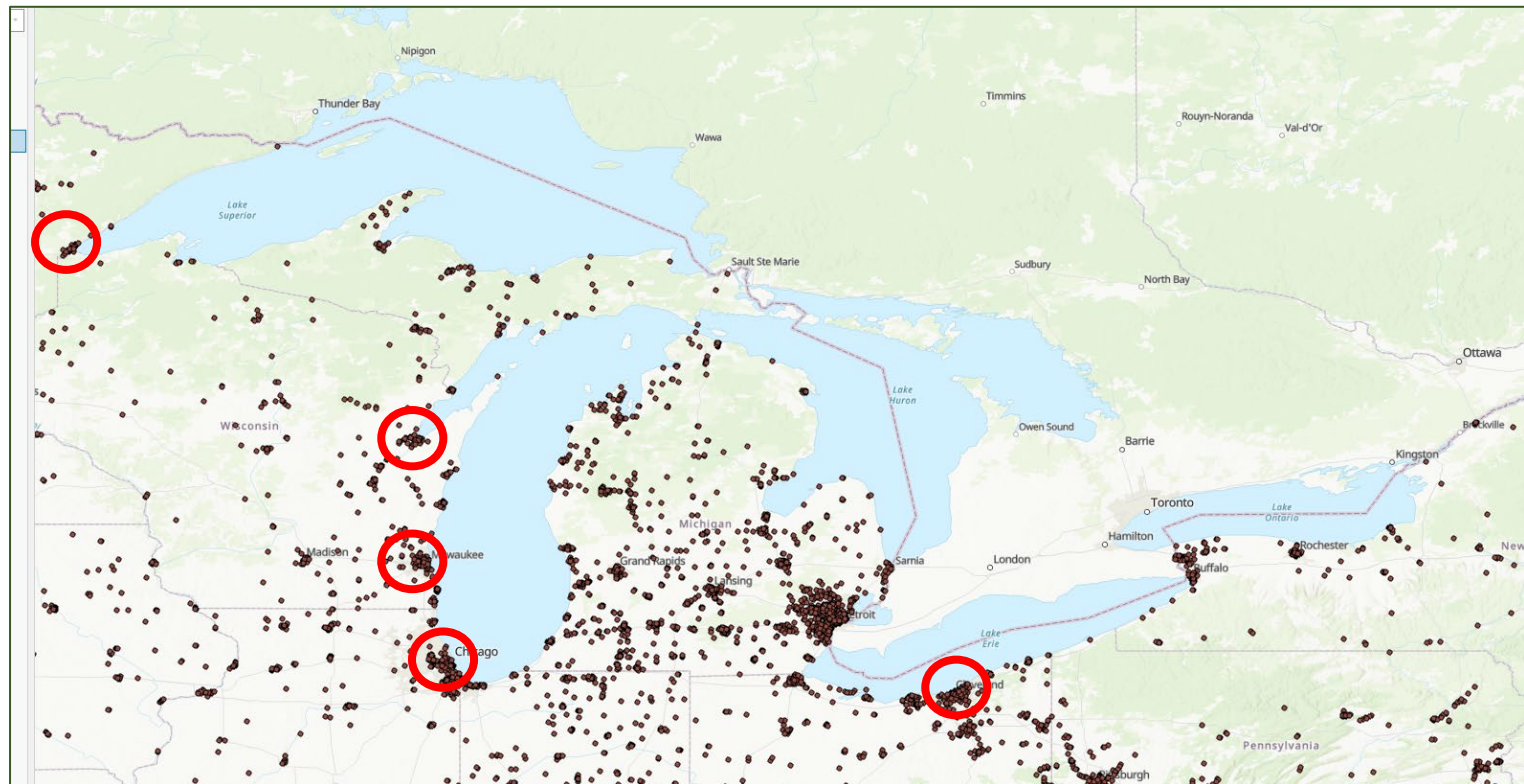 Nipigon
Thunder Bay
Timmins
Rouyn-Noranda
Val-d'Or
Wawa
Lake
Superior
Sault Ste Marie
Sudbury
North Bay
Ottawa
Lake
Huron
Wisconsin
Owen Sound
Barrie
Brockville
Kingston
Toronto
Lake
Ontario
Michigan
Hamilton
Madison
Milwaukee
Grand Rapids
Sarnia
London
Rochester
New
Buffalo
Lansing
Detroit
Lake
Erie
Chicago
Cleveland
Pennsylvania
Pittsburgh